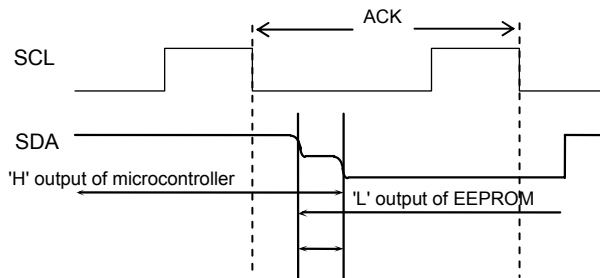 ACK
SCL
SDA
'H' output of microcontroller
'L' output of EEPROM